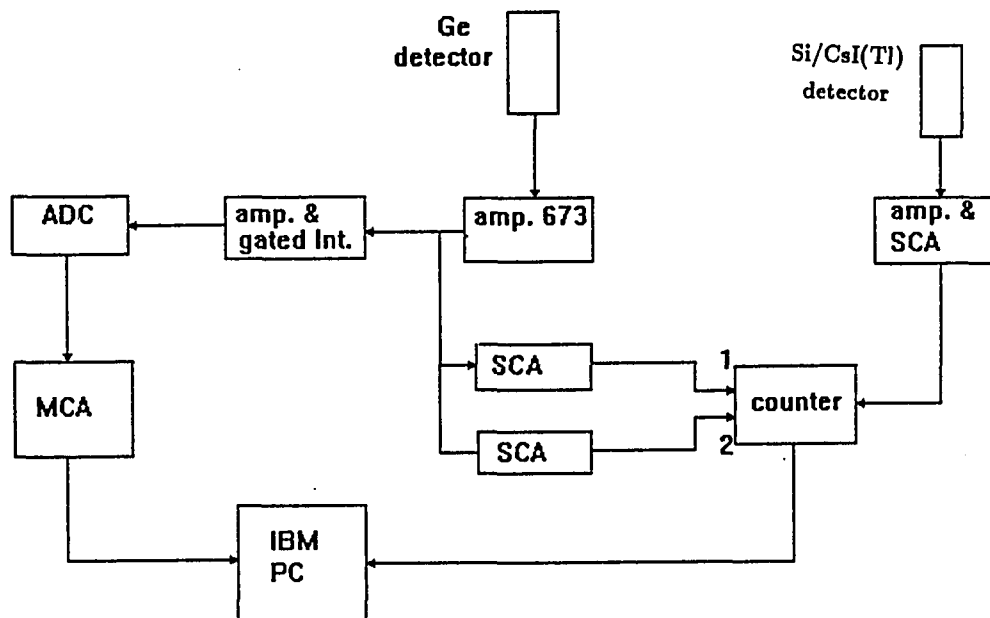 Ge
detector
Si/CsI(Tl)
detector
ADC
amp. &
gated Int.
amp. 673
amp. &
SCA
MCA
SCA
1
counter
SCA
2
IBM
PC